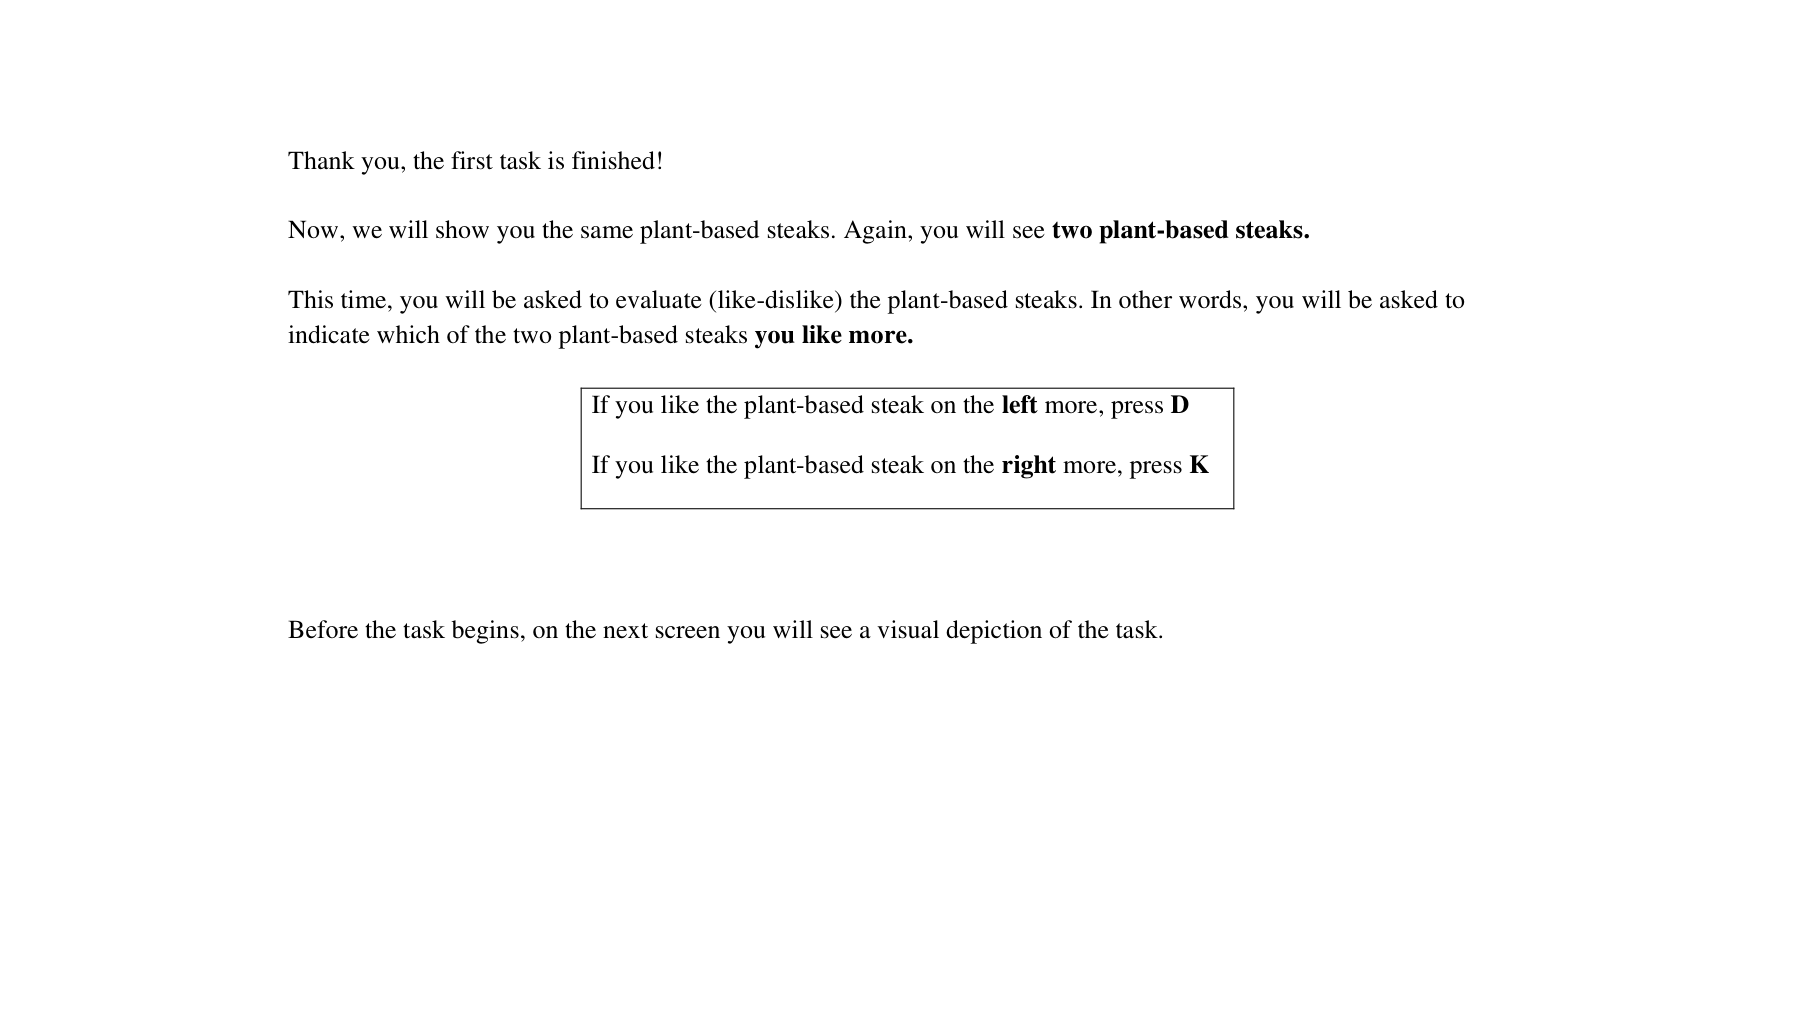 Thank you, the first task is finished!
Now, we will show you the same plant-based steaks. Again, you will see two plant-based steaks.
This time, you will be asked to evaluate (like-dislike) the plant-based steaks. In other words, you will be asked to
indicate which of the two plant-based steaks you like more.
If you like the plant-based steak on the left more, press D
If you like the plant-based steak on the right more, press K
Before the task begins, on the next screen you will see a visual depiction of the task.